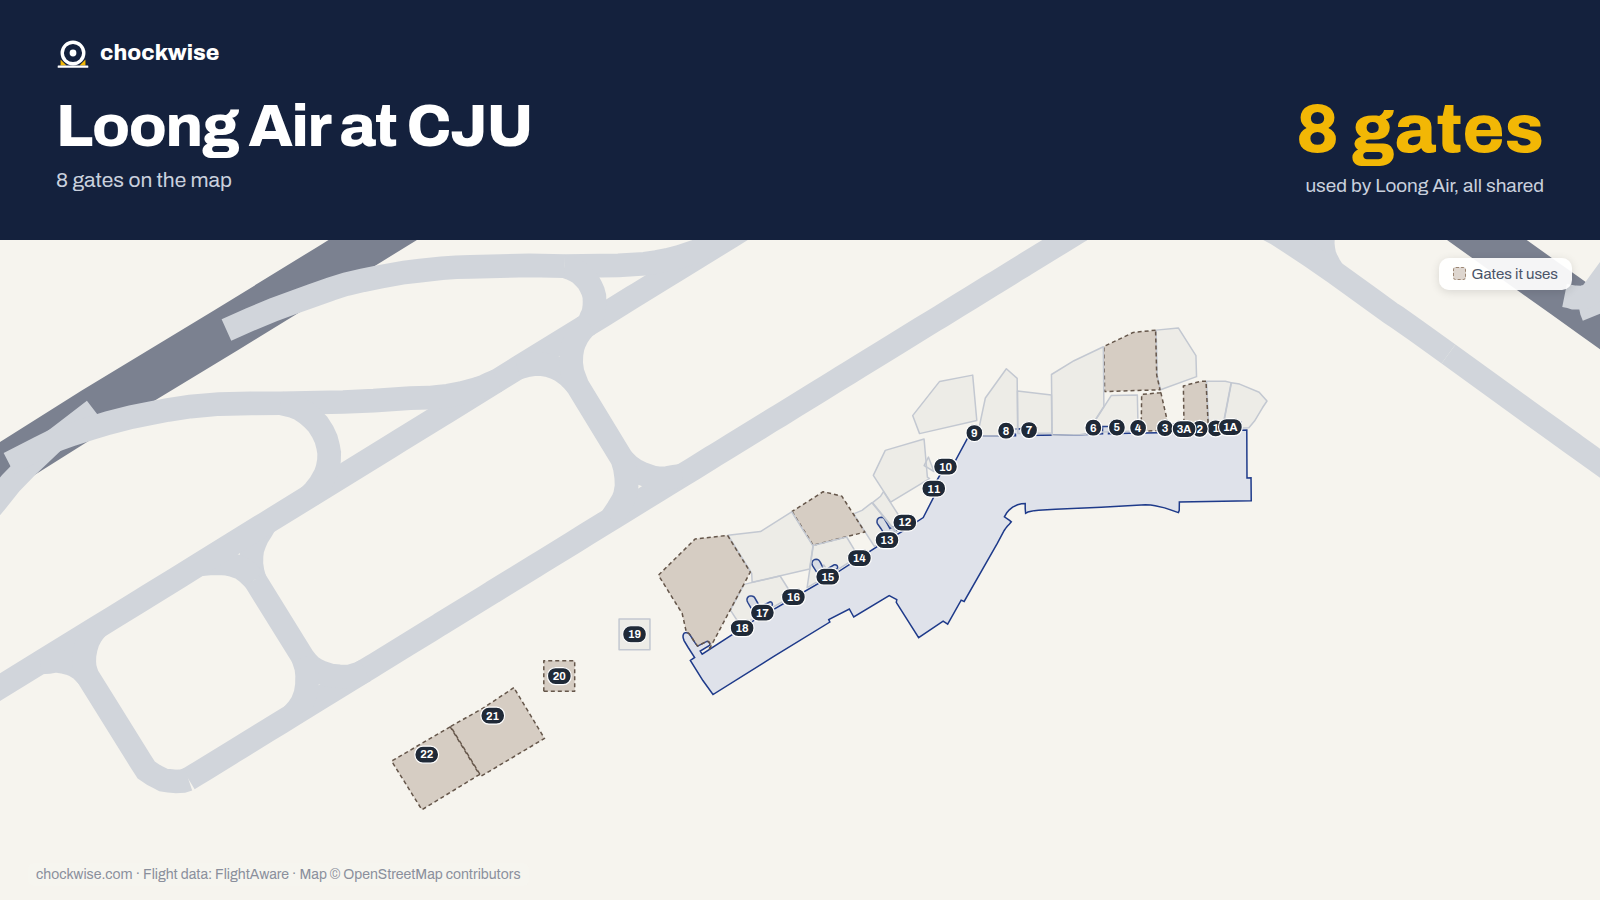 chockwise
Loong Air at CJU
8 gates on the map
8 gates
used by Loong Air, all shared
Gates it uses
9
8
7
6
5
4
3
3A
2
1
1A
10
11
12
13
14
15
16
17
18
19
20
21
22
chockwise.com · Flight data: FlightAware · Map © OpenStreetMap contributors